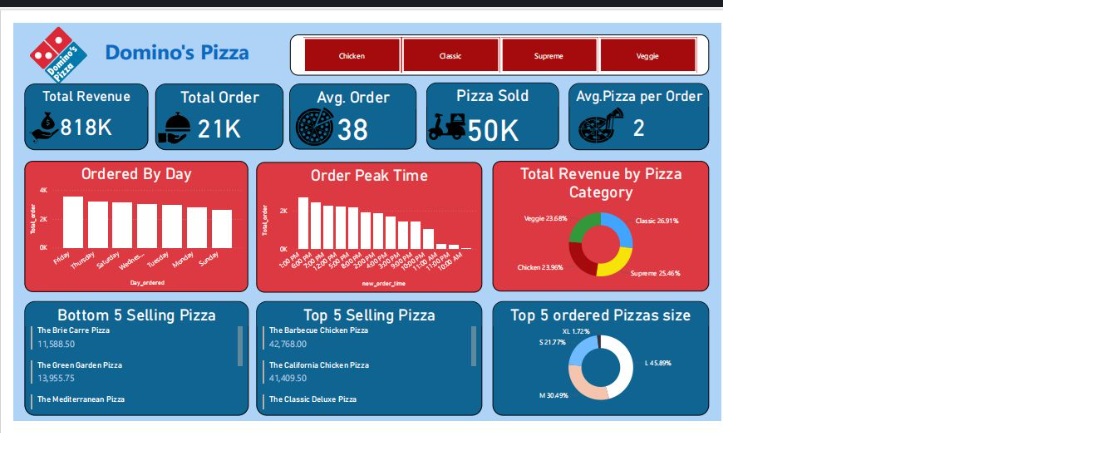 Domino's Pizza
Domino's Pizza
Chicken
Classic
Supreme
Veggie
Total Revenue
818K
Total Order
21K
Avg. Order
38
Pizza Sold
50K
Avg.Pizza per Order
2
Ordered By Day
4K
2K
0K
Total_order
Friday
Thursday
Saturday
Wednes...
Tuesday
Monday
Sunday
Day_ordered
Order Peak Time
2K
0K
Total_order
1:00 PM
6:00 PM
7:00 PM
12:00 PM
5:00 PM
8:00 PM
2:00 PM
4:00 PM
3:00 PM
9:00 PM
10:00 PM
11:00 AM
11:00 PM
10:00 AM
new_order_time
Total Revenue by Pizza
Category
Veggie 23.68%
Classic 26.91%
Chicken 23.96%
Supreme 25.46%
Bottom 5 Selling Pizza
The Brie Carre Pizza
11,588.50
The Green Garden Pizza
13,955.75
The Mediterranean Pizza
Top 5 Selling Pizza
The Barbecue Chicken Pizza
42,768.00
The California Chicken Pizza
41,409.50
The Classic Deluxe Pizza
Top 5 ordered Pizzas size
XL 1.72%
S 21.77%
L 45.89%
M 30.49%